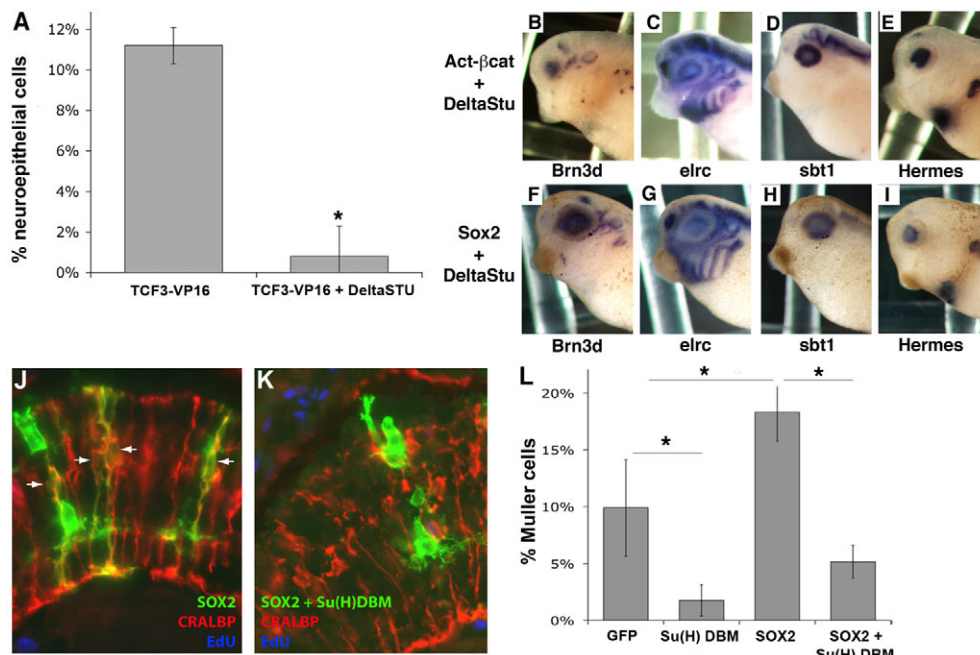 A
% neuroepithelial cells
12%
10%
8%
6%
4%
2%
0%
*
TCF3-VP16
TCF3-VP16 + DeltaSTU
Act-βcat
+
DeltaStu
B
C
D
E
Brn3d
elrc
sbt1
Hermes
Sox2
+
DeltaStu
F
G
H
I
Brn3d
elrc
sbt1
Hermes
J
SOX2
CRALBP
EdU
K
SOX2 + Su(H)DBM
CRALBP
EdU
L
% Muller cells
20%
15%
10%
5%
0%
*
*
*
GFP
Su(H) DBM
SOX2
SOX2 +
Su(H) DBM